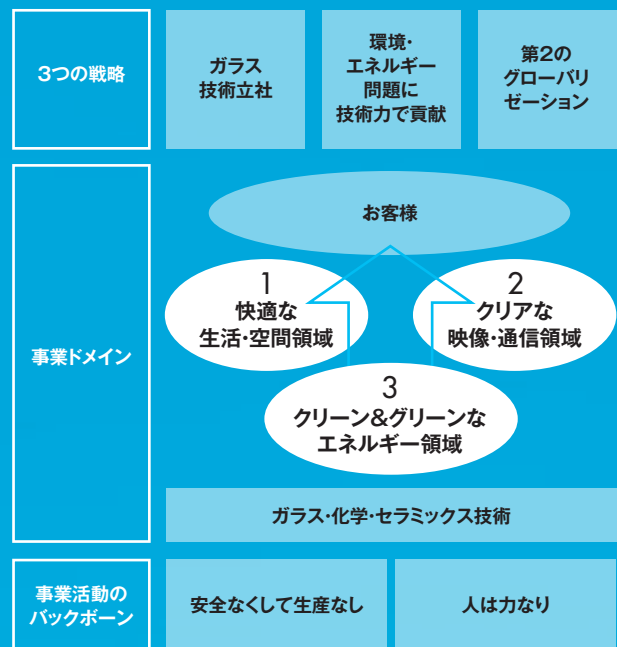 3つの戦略
ガラス
技術立社
環境・
エネルギー
問題に
技術力で貢献
第2の
グローバリ
ゼーション
事業ドメイン
お客様
1
快適な
生活・空間領域
2
クリアな
映像・通信領域
3
クリーン&グリーンな
エネルギー領域
ガラス・化学・セラミックス技術
事業活動の
バックボーン
安全なくして生産なし
人は力なり